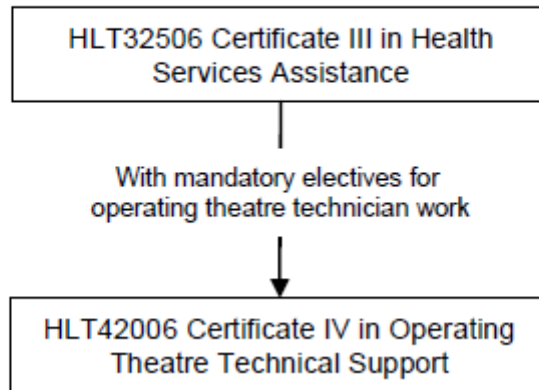 HLT32506 Certificate III in Health
Services Assistance
With mandatory electives for
operating theatre technician work
HLT42006 Certificate IV in Operating
Theatre Technical Support